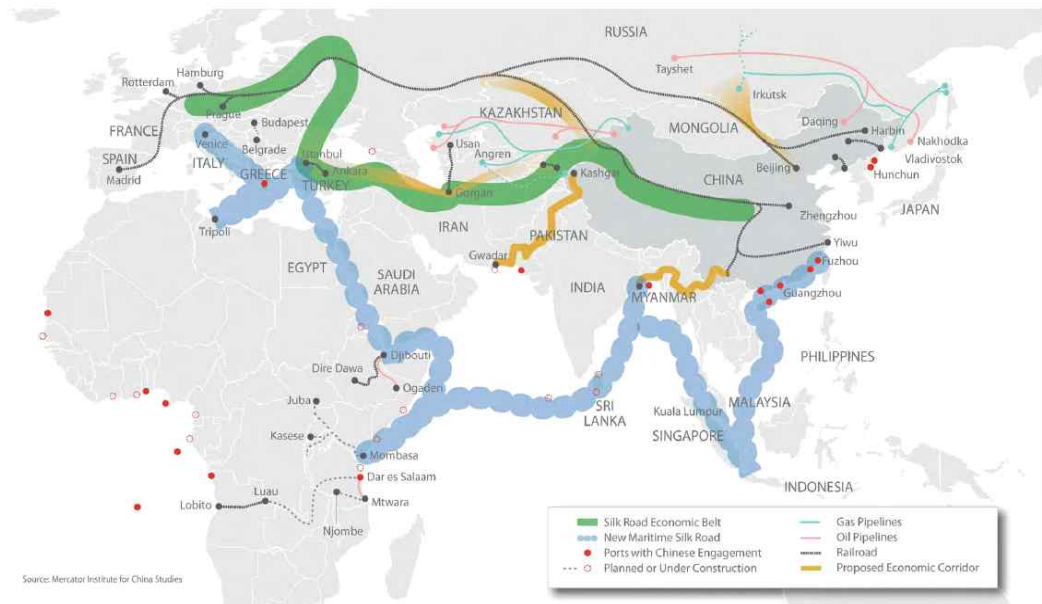 RUSSIA
Hamburg
Rotterdam
Tayshet
Prague
Irkutsk
KAZAKHSTAN
FRANCE
Budapest
MONGOLIA
Daqing
Venice
Belgrade
Usan
Harbin
ITALY
Angren
Nakhodka
SPAIN
Istanbul
Vladivostok
Madrid
GREECE
Ankara
TURKEY
Kashgar
Beijing
Hunchun
CHINA
Gorgan
JAPAN
Zhengzhou
Tripoli
IRAN
PAKISTAN
Yiwu
Gwadar
Fuzhou
EGYPT
SAUDI
ARABIA
INDIA
MYANMAR
Guangzhou
Djibouti
PHILIPPINES
Dire Dawa
Ogaden
Juba
SRI
LANKA
MALAYSIA
Kuala Lumpur
Kasese
SINGAPORE
Mombasa
Dar es Salaam
INDONESIA
Luau
Lobito
Mtwara
Njombe
Silk Road Economic Belt
New Maritime Silk Road
Ports with Chinese Engagement
Planned or Under Construction
Gas Pipelines
Oil Pipelines
Railroad
Proposed Economic Corridor
Source: Mercator Institute for China Studies